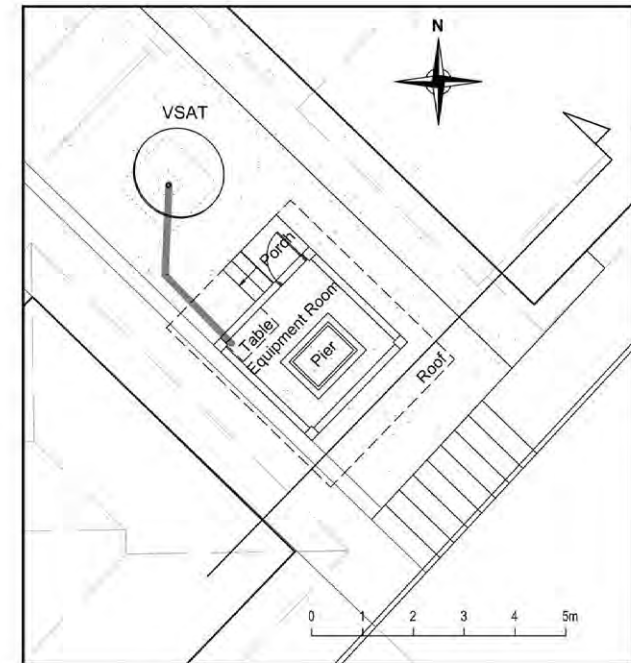 N
VSAT
Porch
Table
Equipment Room
Pier
Roof
0 1 2 3 4 5m